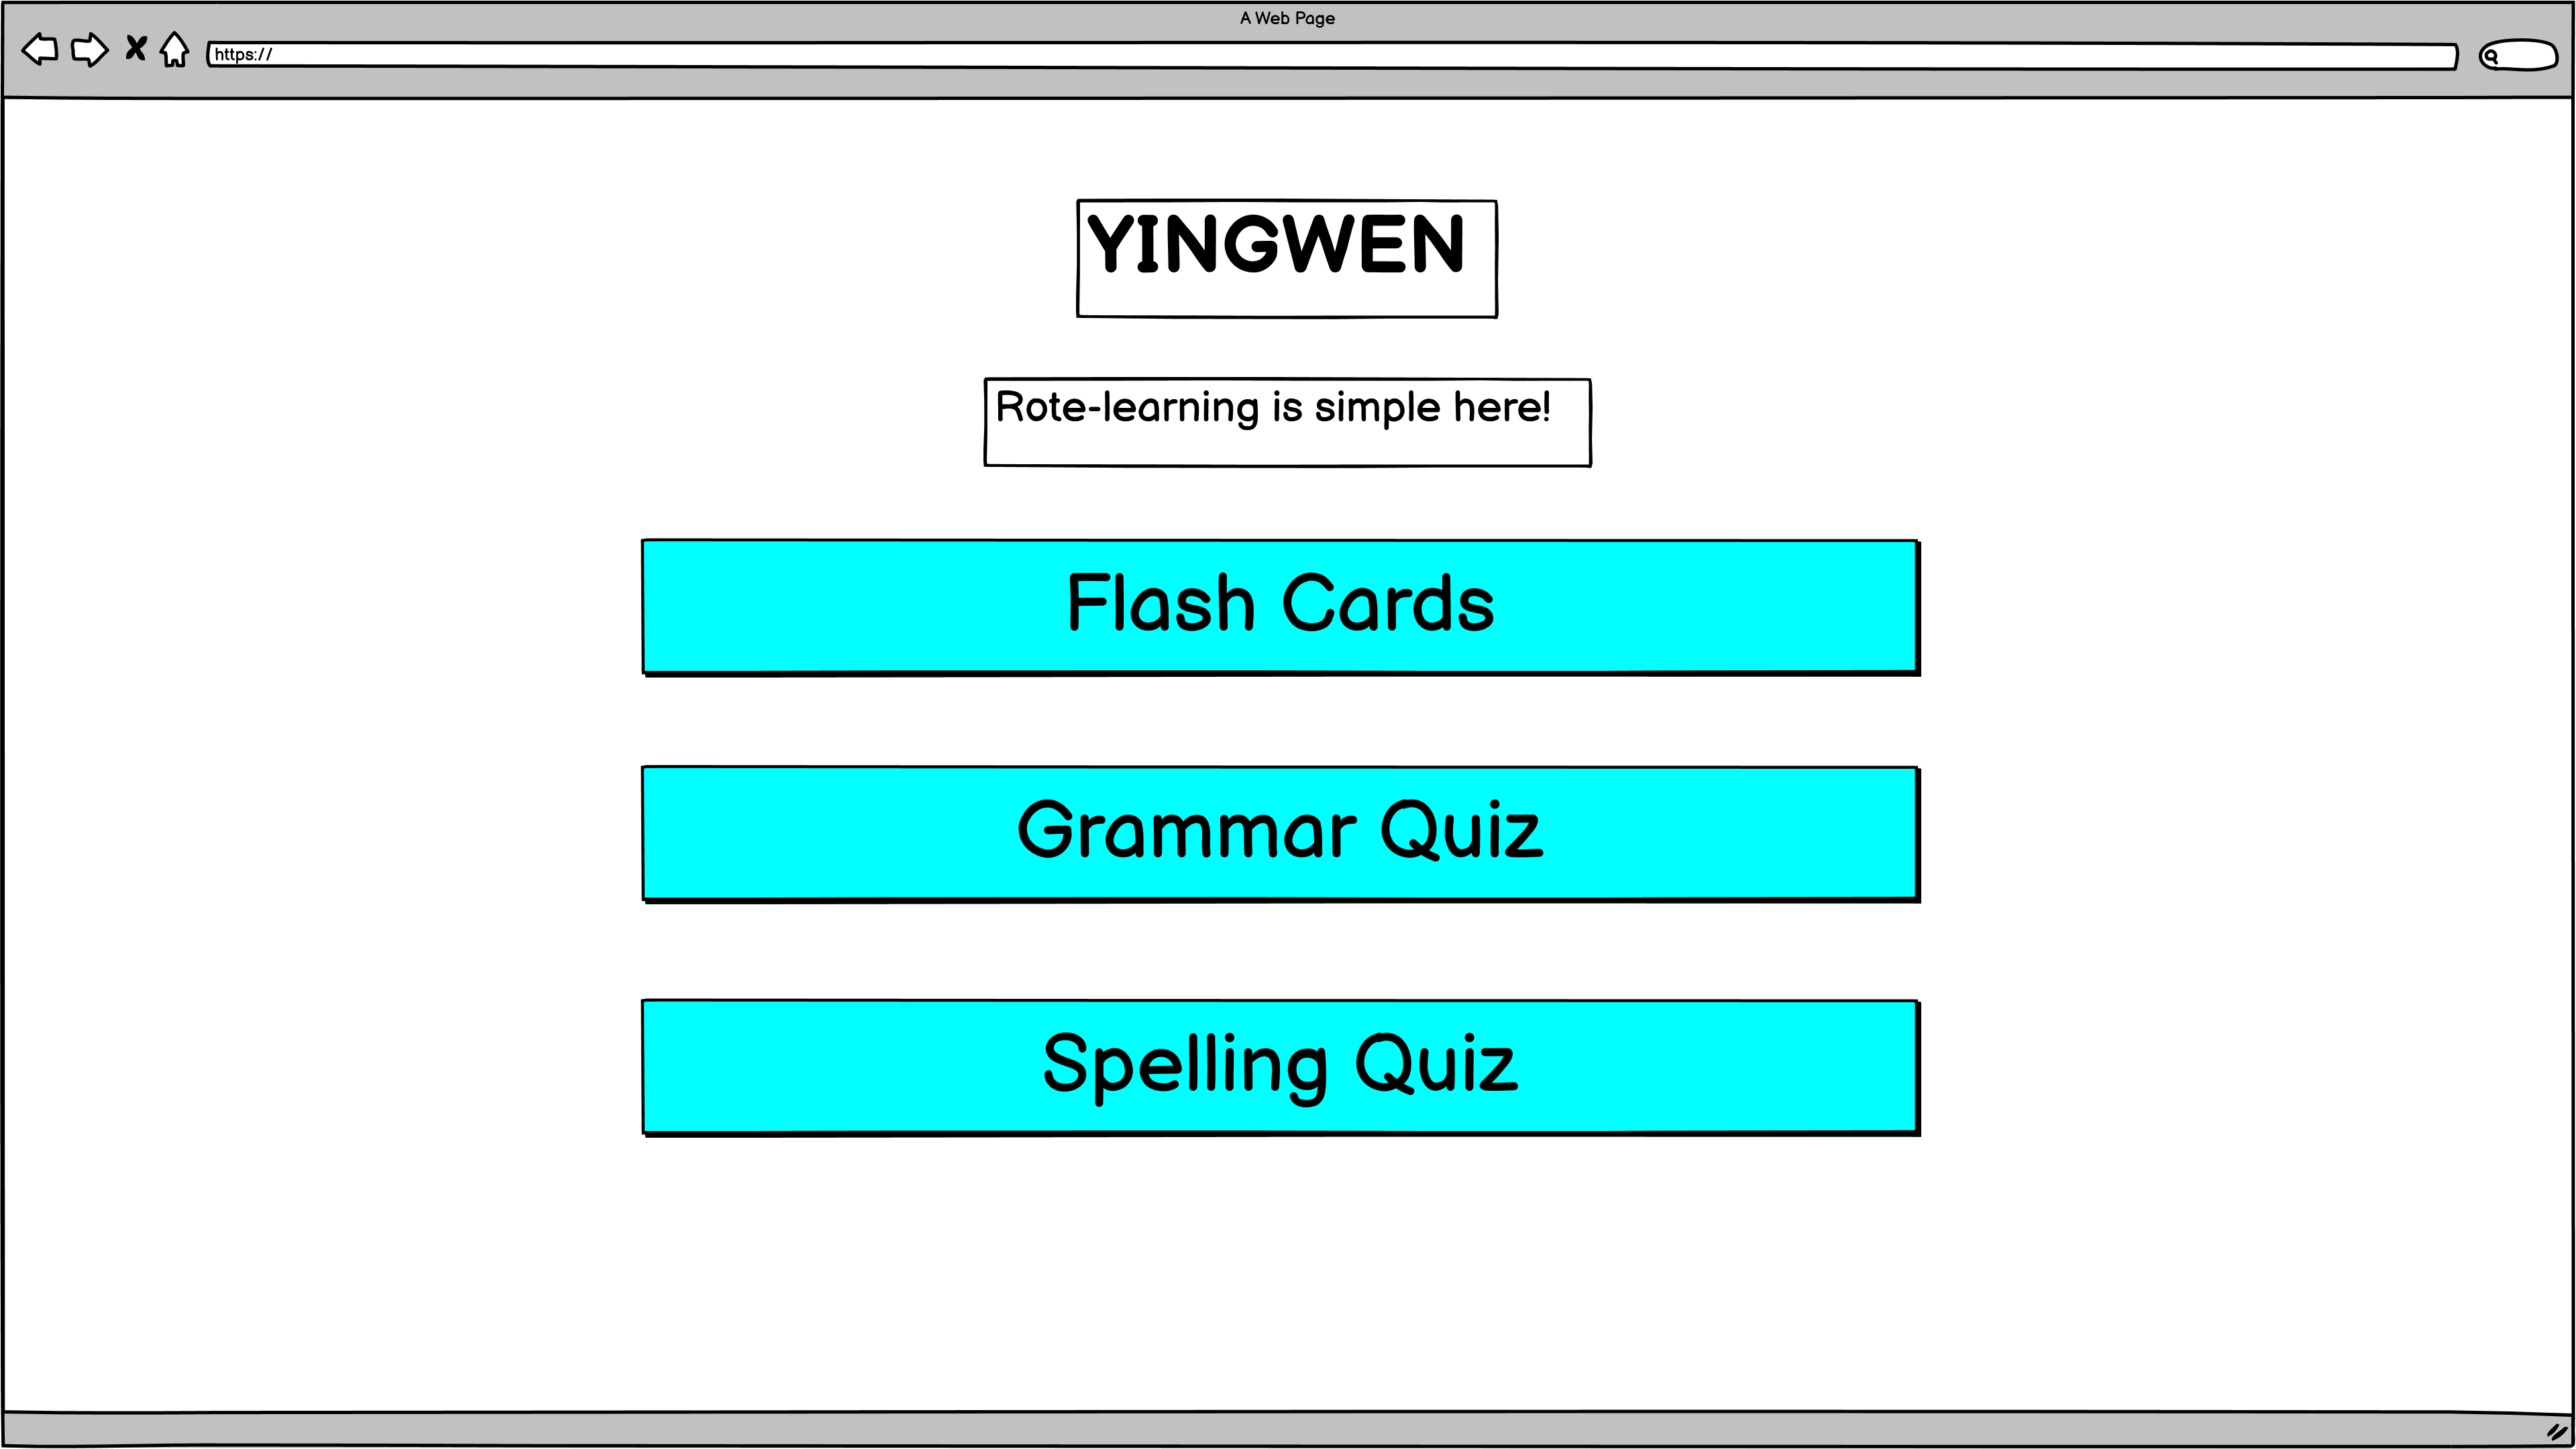 A Web Page
https://
YINGWEN
Rote-learning is simple here!
Flash Cards
Grammar Quiz
Spelling Quiz